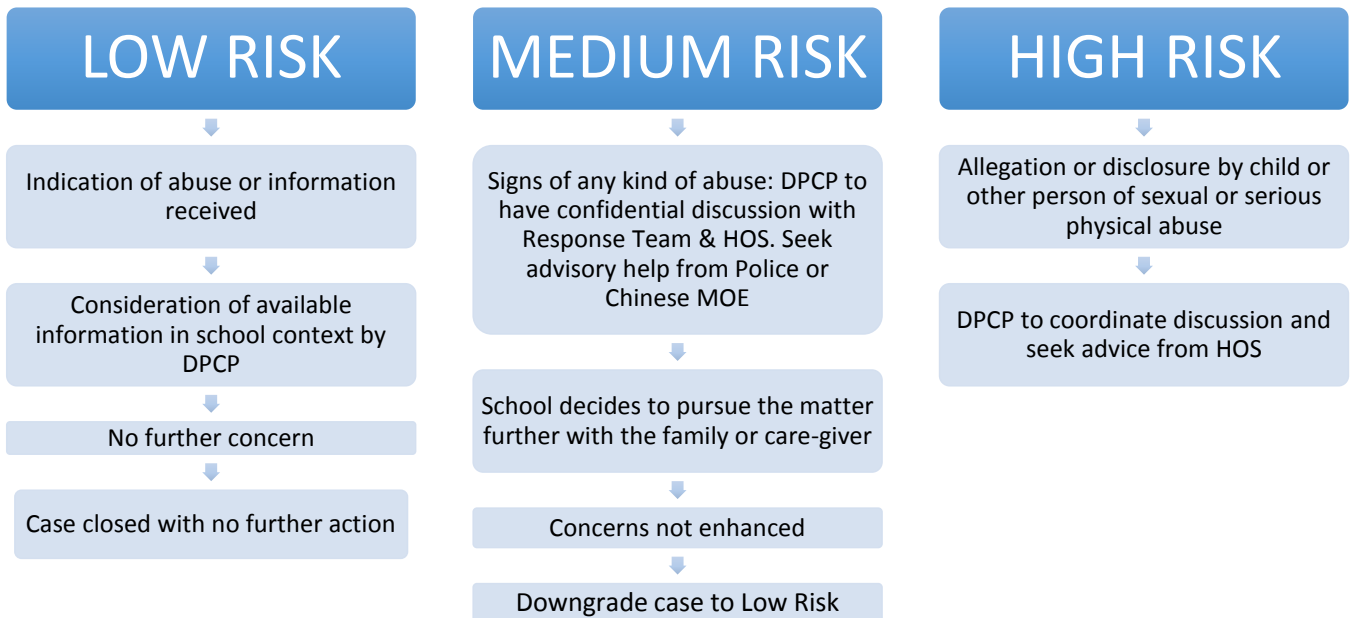 LOW RISK
Indication of abuse or information
received
Consideration of available
information in school context by
DPCP
No further concern
Case closed with no further action
MEDIUM RISK
Signs of any kind of abuse: DPCP to
have confidential discussion with
Response Team & HOS. Seek
advisory help from Police or
Chinese MOE
School decides to pursue the matter
further with the family or care-giver
Concerns not enhanced
Downgrade case to Low Risk
HIGH RISK
Allegation or disclosure by child or
other person of sexual or serious
physical abuse
DPCP to coordinate discussion and
seek advice from HOS